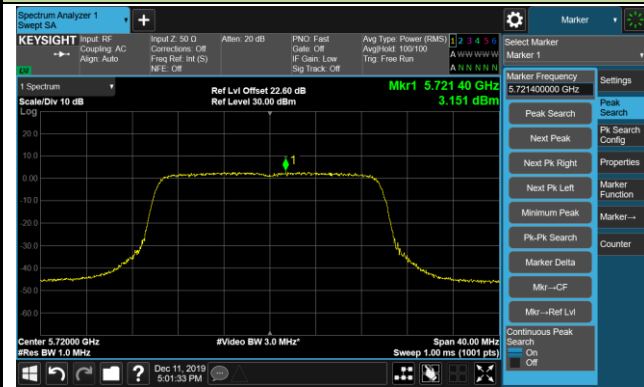 Spectrum Analyzer 1
Swept SA
Marker
KEYSIGHT
Input: RF
Coupling: AC
Align: Auto
Input Z: 50 Ω
Corrections: Off
Freq Ref: Int (S)
NFE: Off
Atten: 20 dB
PNO: Fast
Gate: Off
IF Gain: Low
Sig Track: Off
Avg Type: Power (RMS)
Avg|Hold: 100/100
Trig: Free Run
1 2 3 4 5 6
A W W W W W
A N N N N N
Select Marker
Marker 1
1 Spectrum
Scale/Div 10 dB
Log
Ref Lvl Offset 22.60 dB
Ref Level 30.00 dBm
Mkr1 5.721 40 GHz
3.151 dBm
20.0
10.0
0.00
-10.0
-20.0
-30.0
-40.0
-50.0
-60.0
1
Center 5.72000 GHz
#Res BW 1.0 MHz
#Video BW 3.0 MHz*
Span 40.00 MHz
Sweep 1.00 ms (1001 pts)
Marker Frequency
5.721400000 GHz
Peak Search
Next Peak
Next Pk Right
Next Pk Left
Minimum Peak
Pk-Pk Search
Marker Delta
Mkr→CF
Mkr→Ref Lvl
Continuous Peak
Search
On
Off
Settings
Peak
Search
Pk Search
Config
Properties
Marker
Function
Marker→
Counter
Dec 11, 2019
5:01:33 PM